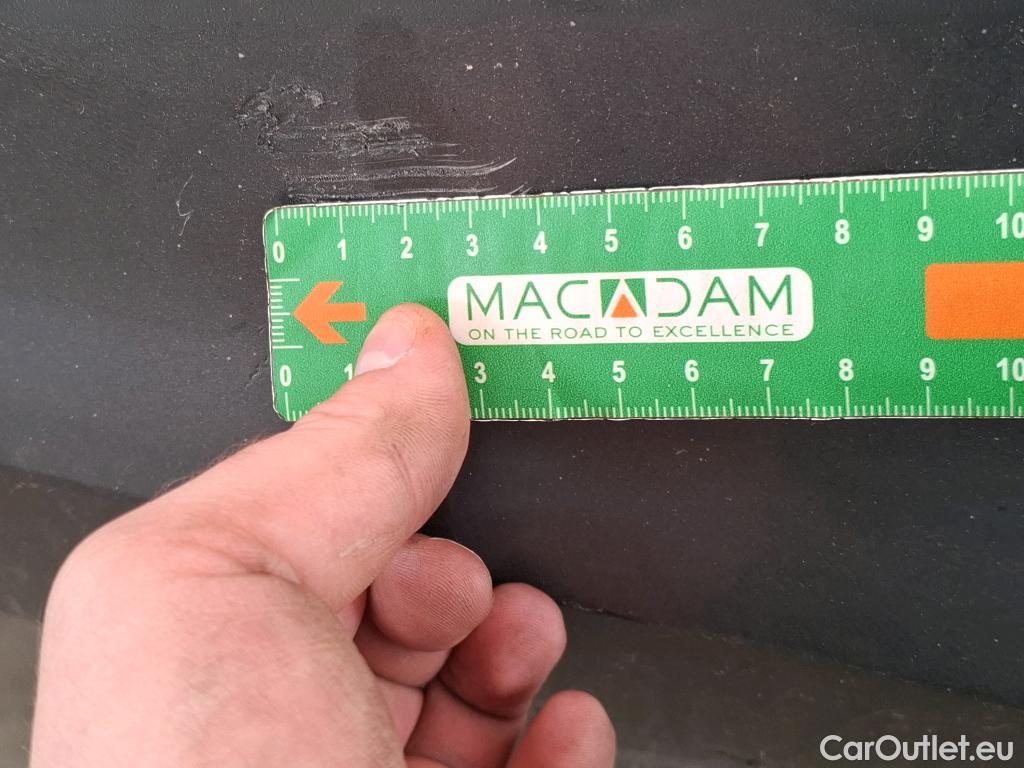 0 1 2 3 4 5 6 7 8 9 10
MACADAM
ON THE ROAD TO EXCELLENCE
0 1 3 4 5 6 7 8 9 10
CarOutlet.eu